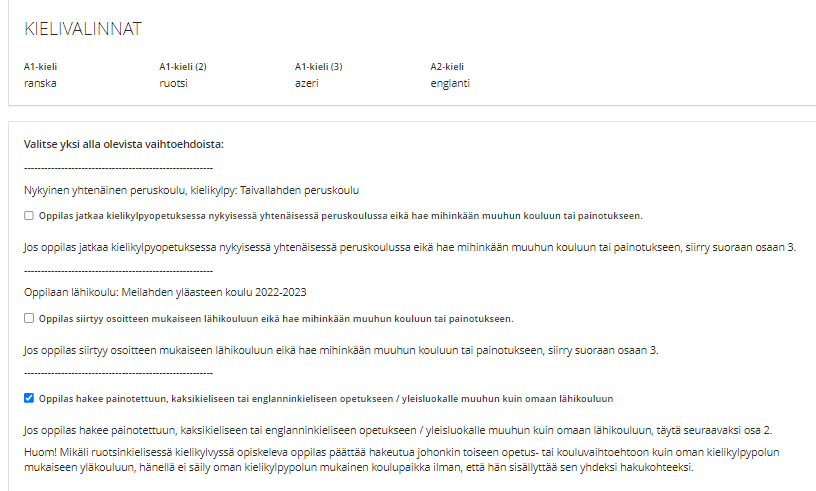 KIELIVALINNAT
A1-kieli A1-kieli (2) A1-kieli (3) A2-kieli
ranska ruotsi azeri englanti
Valitse yksi alla olevista vaihtoehdoista:
--------------------------------------------------------
Nykyinen yhtenäinen peruskoulu, kielikylpy: Taivallahden peruskoulu
Oppilas jatkaa kielikylpyopetuksessa nykyisessä yhtenäisessä peruskoulussa eikä hae mihinkään muuhun kouluun tai painotukseen.
Jos oppilas jatkaa kielikylpyopetuksessa nykyisessä yhtenäisessä peruskoulussa eikä hae mihinkään muuhun kouluun tai painotukseen, siirry suoraan osaan 3.
--------------------------------------------------------
Oppilaan lähikoulu: Meilahden yläasteen koulu 2022-2023
Oppilas siirtyy osoitteen mukaiseen lähikouluun eikä hae mihinkään muuhun kouluun tai painotukseen.
Jos oppilas siirtyy osoitteen mukaiseen lähikouluun eikä hae mihinkään muuhun kouluun tai painotukseen, siirry suoraan osaan 3.
--------------------------------------------------------
Oppilas hakee painotettuun, kaksikieliseen tai englanninkieliseen opetukseen / yleisluokalle muuhun kuin omaan lähikouluun
Jos oppilas hakee painotettuun, kaksikieliseen tai englanninkieliseen opetukseen / yleisluokalle muuhun kuin omaan lähikouluun, täytä seuraavaksi osa 2.
Huom! Mikäli ruotsinkielisessä kielikylvyssä opiskeleva oppilas päättää hakeutua johonkin toiseen opetus- tai kouluvaihtoehtoon kuin oman kielikylpypolun
mukaiseen yläkouluun, hänellä ei säily oman kielikylpypolun mukainen koulupaikka ilman, että hän sisällyttää sen yhdeksi hakukohteeksi.